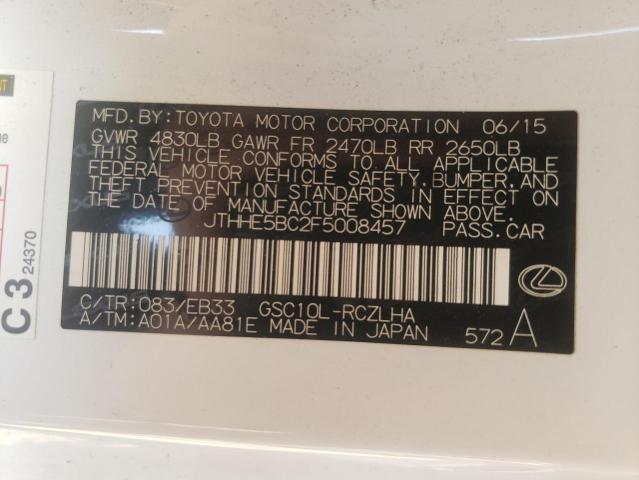 MFD. BY: TOYOTA MOTOR CORPORATION 06/15
GVWR 4830LB GAWR FR 2470LB RR 2650LB
THIS VEHICLE CONFORMS TO ALL APPLICABLE
FEDERAL MOTOR VEHICLE SAFETY, BUMPER, AND
THEFT PREVENTION STANDARDS IN EFFECT ON
THE DATE OF MANUFACTURE SHOWN ABOVE.
JTHHE5BC2F5008457 PASS.CAR
C/TR: 083/EB33 GSC10L-RCZLHA
A/TM: A01A/AA81E MADE IN JAPAN 572 A
C 3 24370